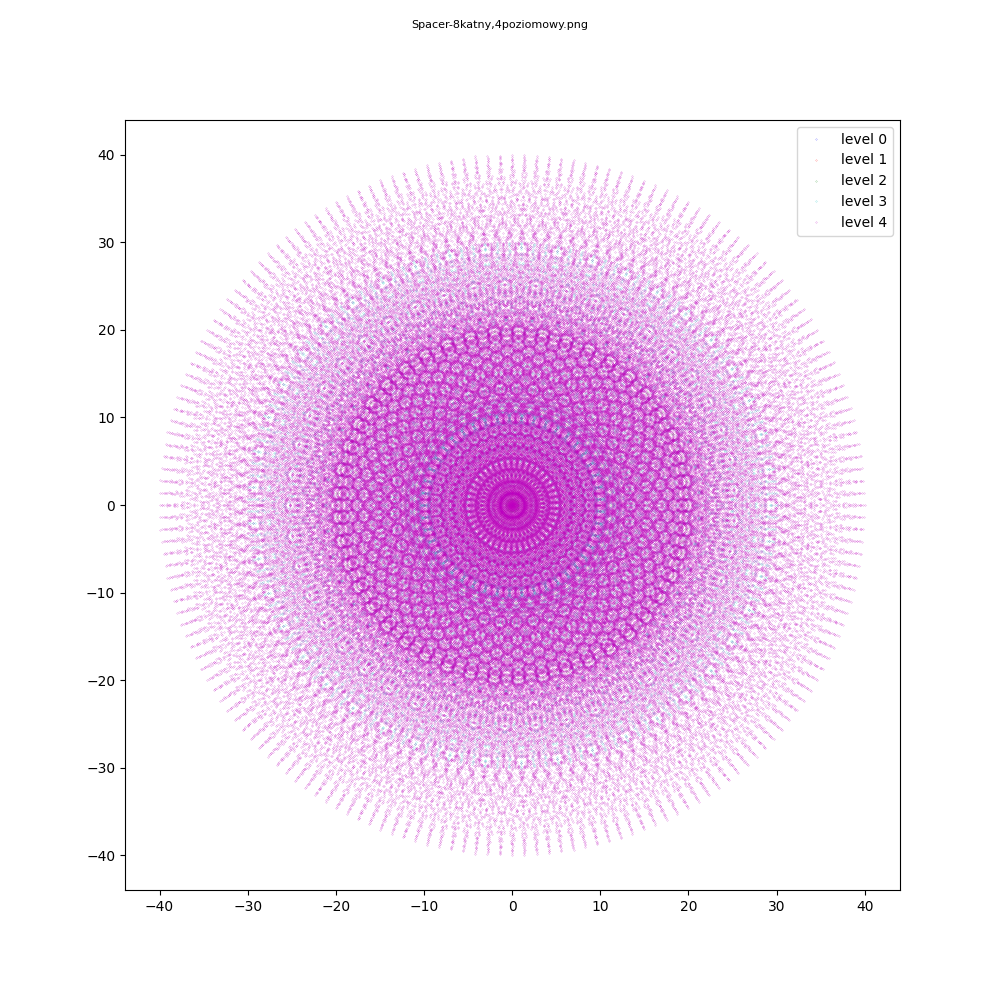 Spacer-8katny,4poziomowy.png
level 0
level 1
level 2
level 3
level 4
40
30
20
10
0
−10
−20
−30
−40
−40 −30 −20 −10 0 10 20 30 40